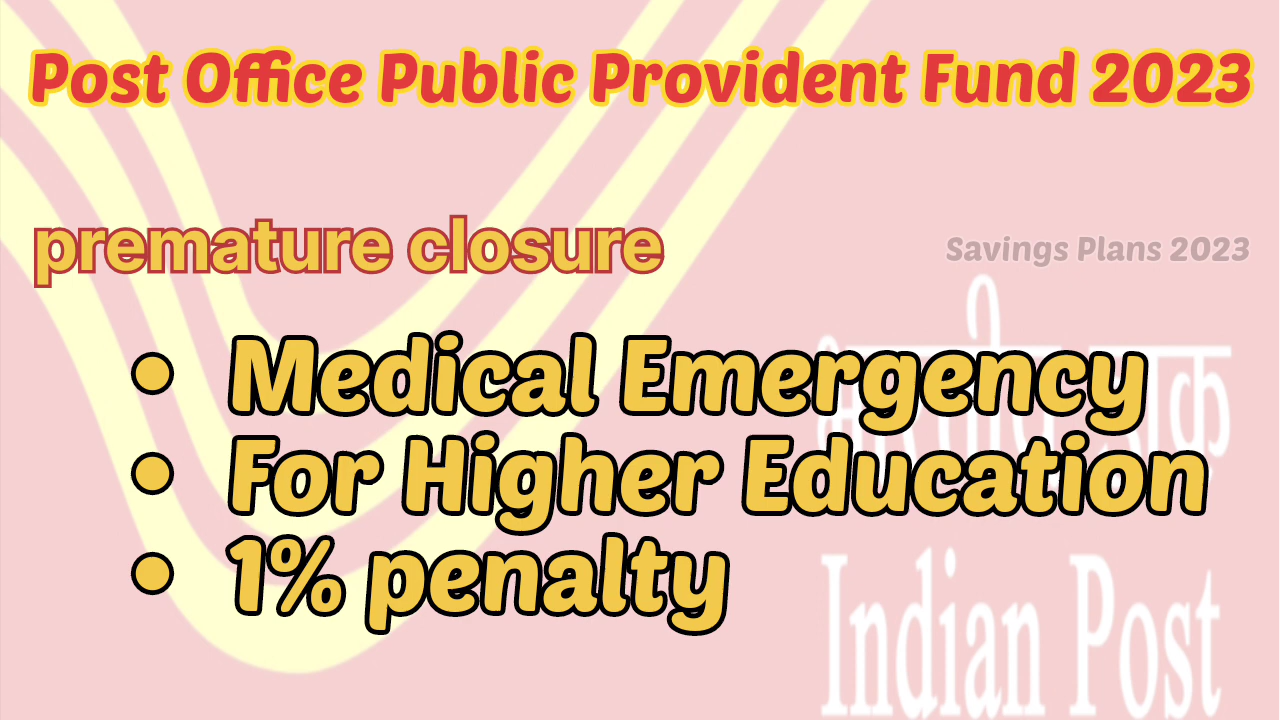 Post Office Public Provident Fund 2023
premature closure
Savings Plans 2023
• Medical Emergency
• For Higher Education
• 1% penalty
भारतीय डाक
Indian Post